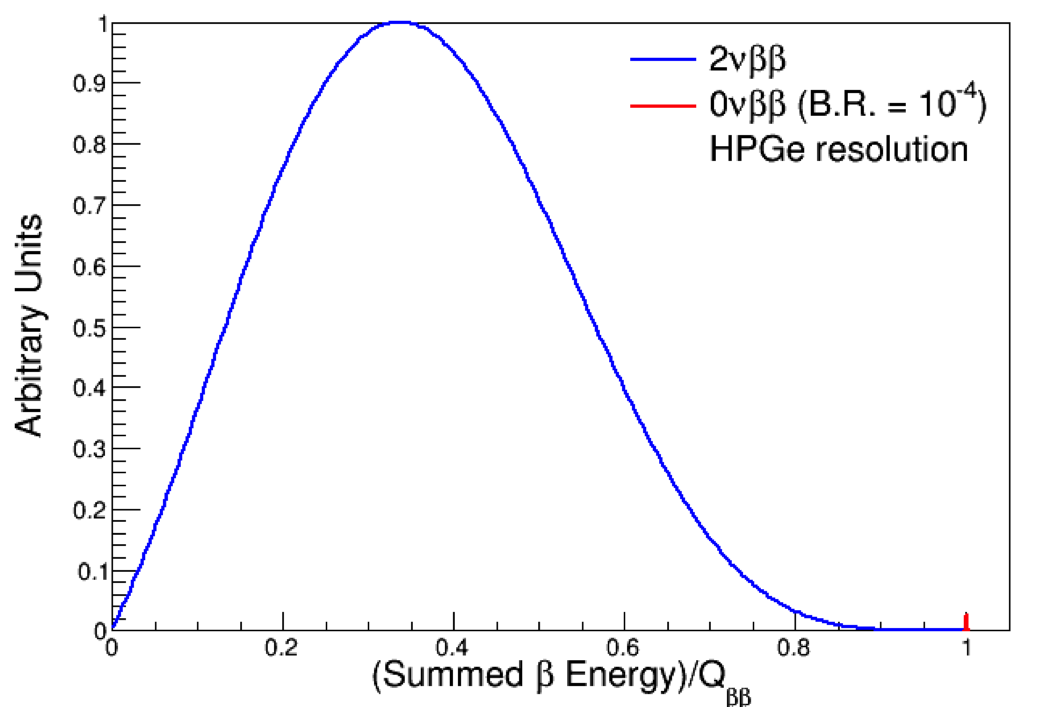 1
0.9
0.8
0.7
0.6
0.5
0.4
0.3
0.2
0.1
0
Arbitrary Units
2νββ
0νββ (B.R. = 10⁻⁴)
HPGe resolution
0 0.2 0.4 0.6 0.8 1
(Summed β Energy)/Q_ββ